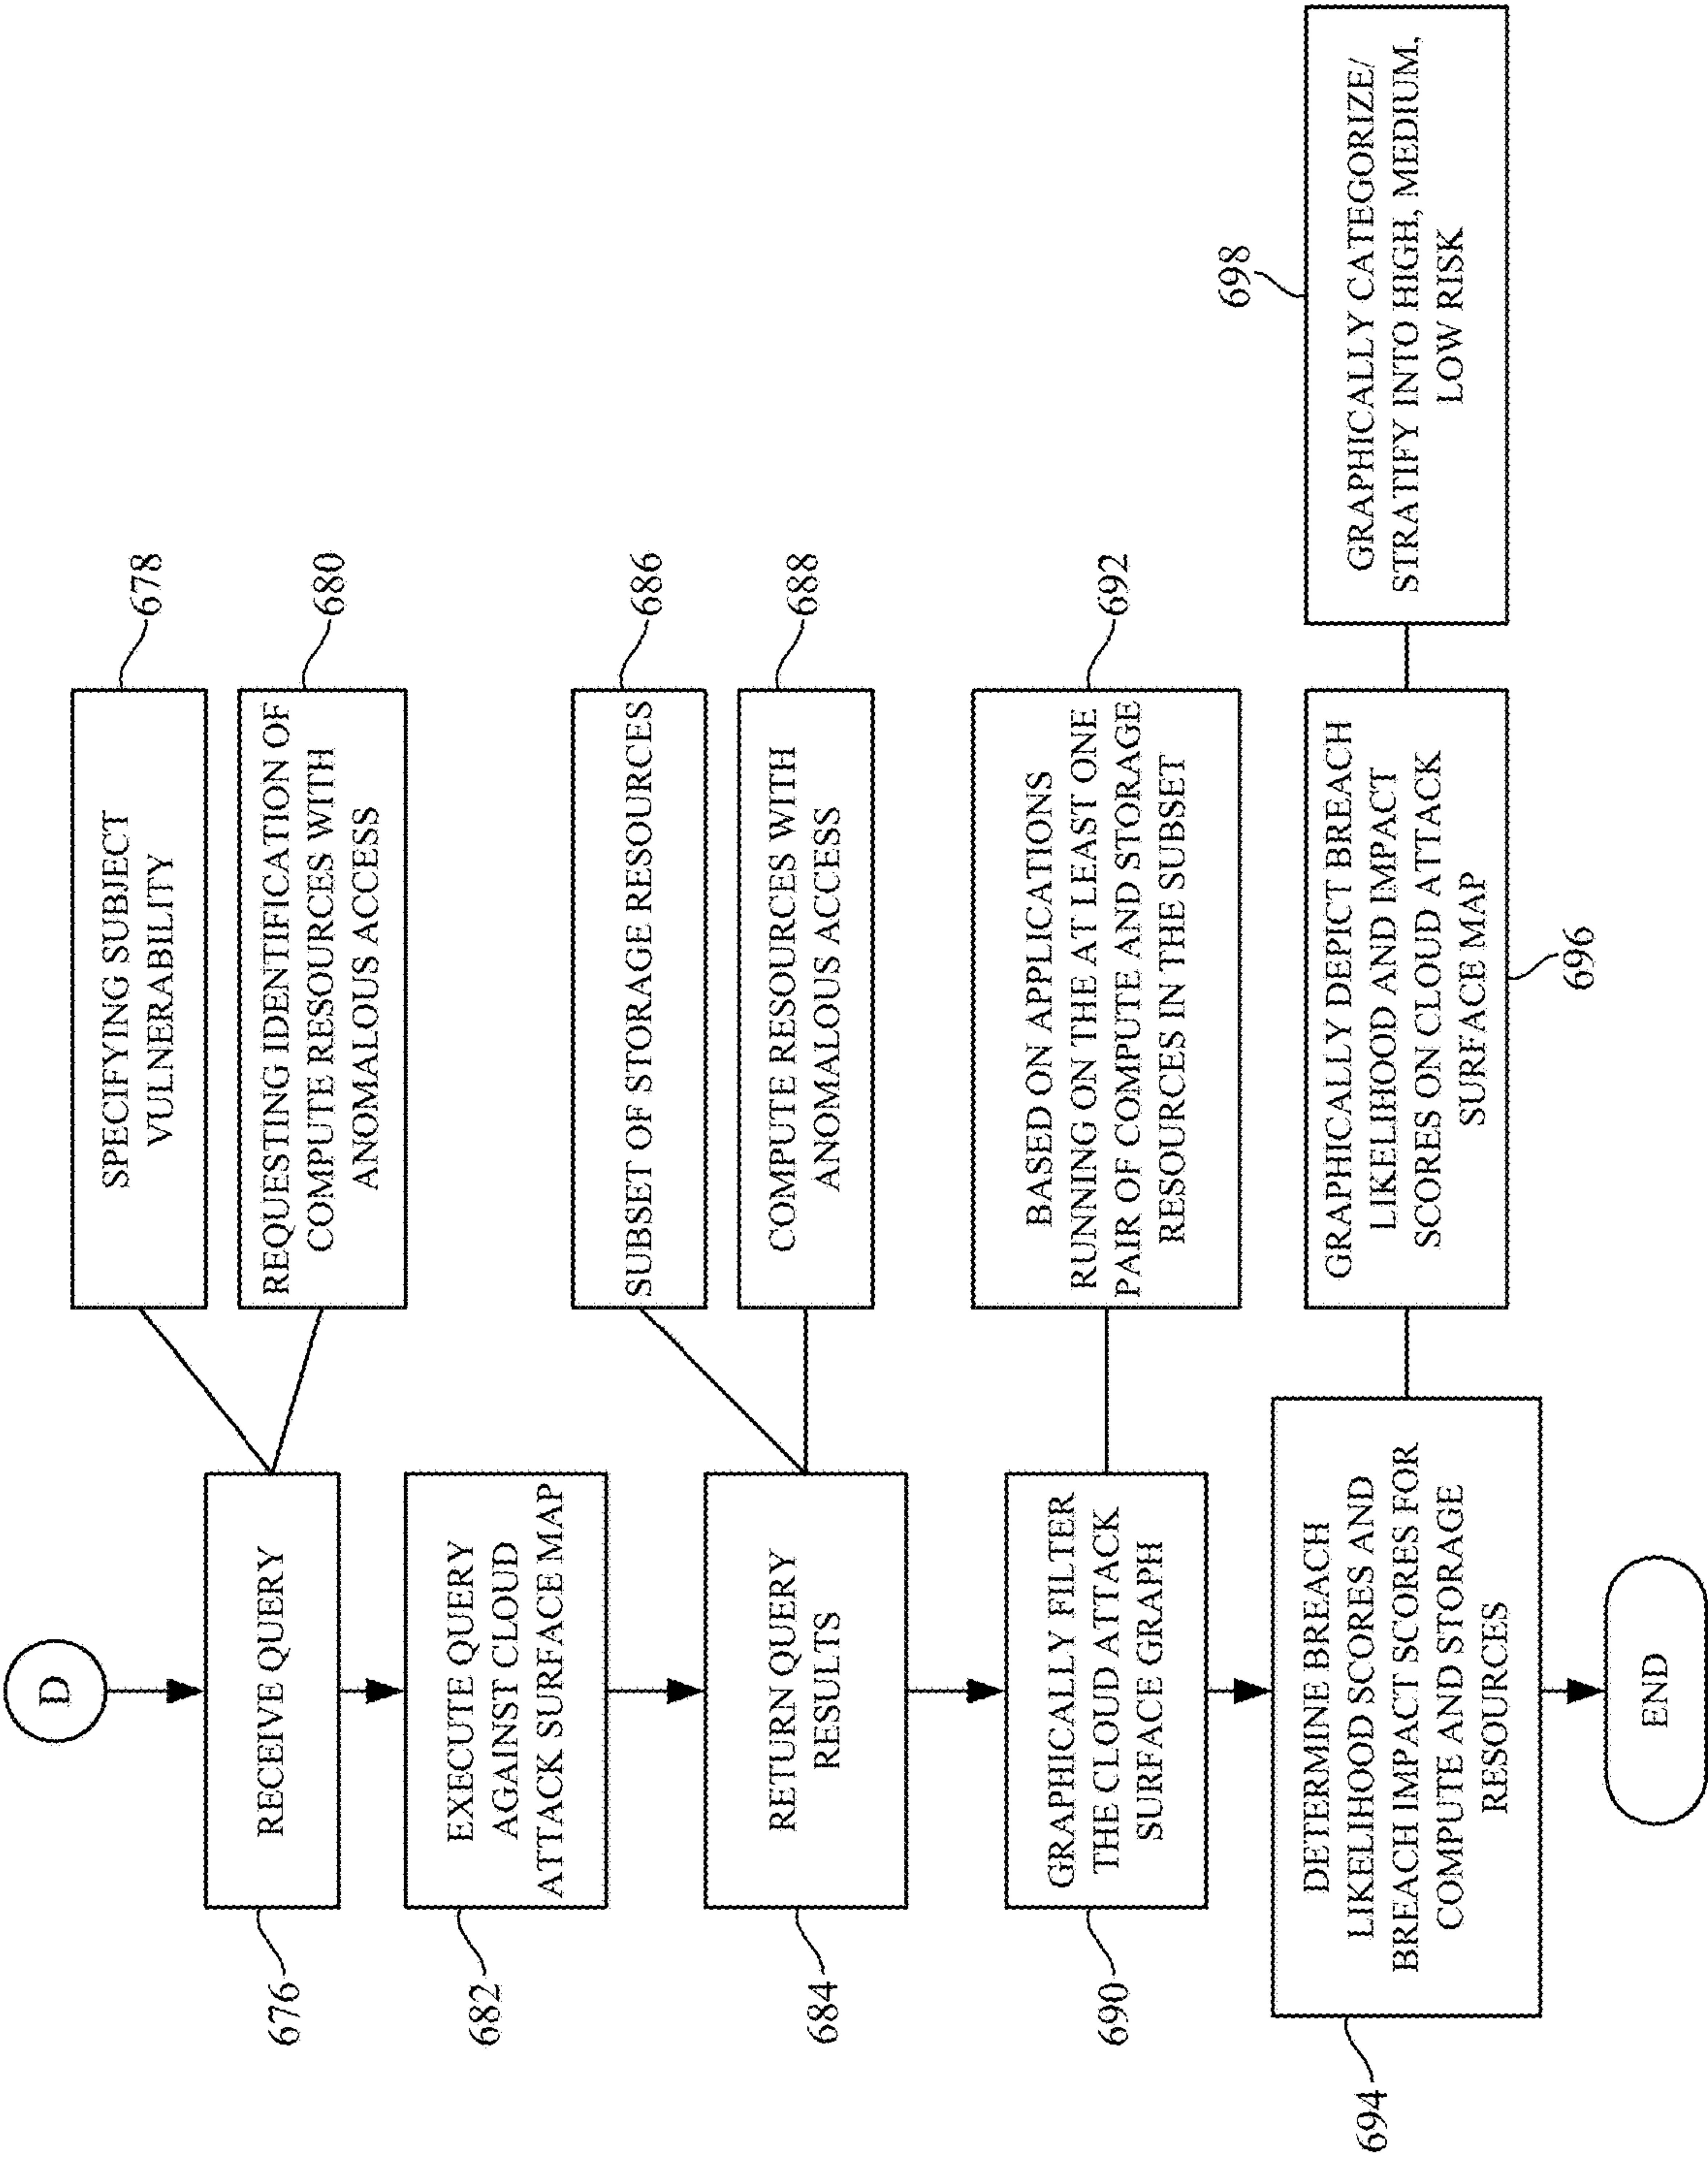 D
676
RECEIVE QUERY
SPECIFYING SUBJECT
VULNERABILITY
678
REQUESTING IDENTIFICATION OF
COMPUTE RESOURCES WITH
ANOMALOUS ACCESS
680
682
EXECUTE QUERY
AGAINST CLOUD
ATTACK SURFACE MAP
684
RETURN QUERY
RESULTS
SUBSET OF STORAGE RESOURCES
686
COMPUTE RESOURCES WITH
ANOMALOUS ACCESS
688
690
GRAPHICALLY FILTER
THE CLOUD ATTACK
SURFACE GRAPH
BASED ON APPLICATIONS
RUNNING ON THE AT LEAST ONE
PAIR OF COMPUTE AND STORAGE
RESOURCES IN THE SUBSET
692
694
DETERMINE BREACH
LIKELIHOOD SCORES AND
BREACH IMPACT SCORES FOR
COMPUTE AND STORAGE
RESOURCES
GRAPHICALLY DEPICT BREACH
LIKELIHOOD AND IMPACT
SCORES ON CLOUD ATTACK
SURFACE MAP
696
698
GRAPHICALLY CATEGORIZE/
STRATIFY INTO HIGH, MEDIUM,
LOW RISK
END